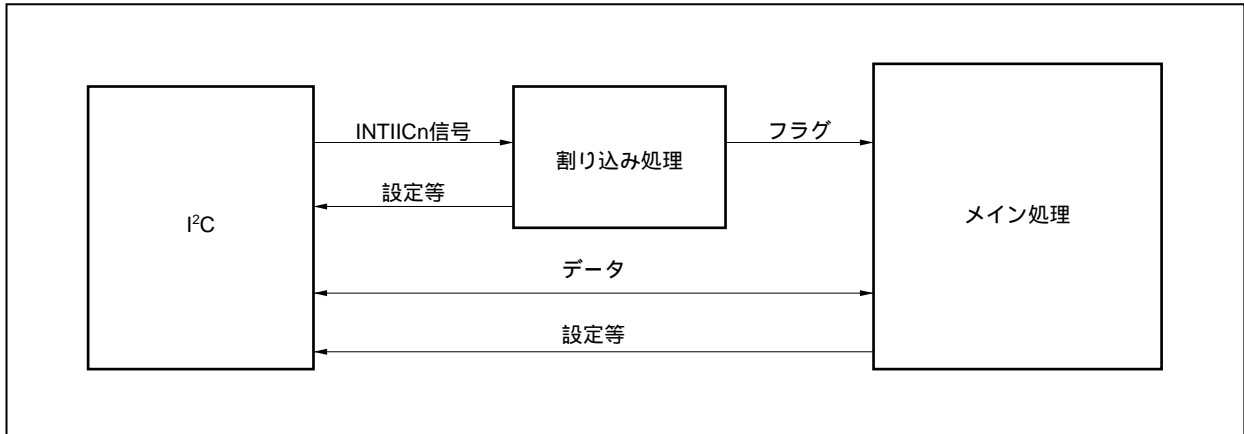 INTIICn信号
フラグ
割り込み処理
設定等
I²C
メイン処理
データ
設定等